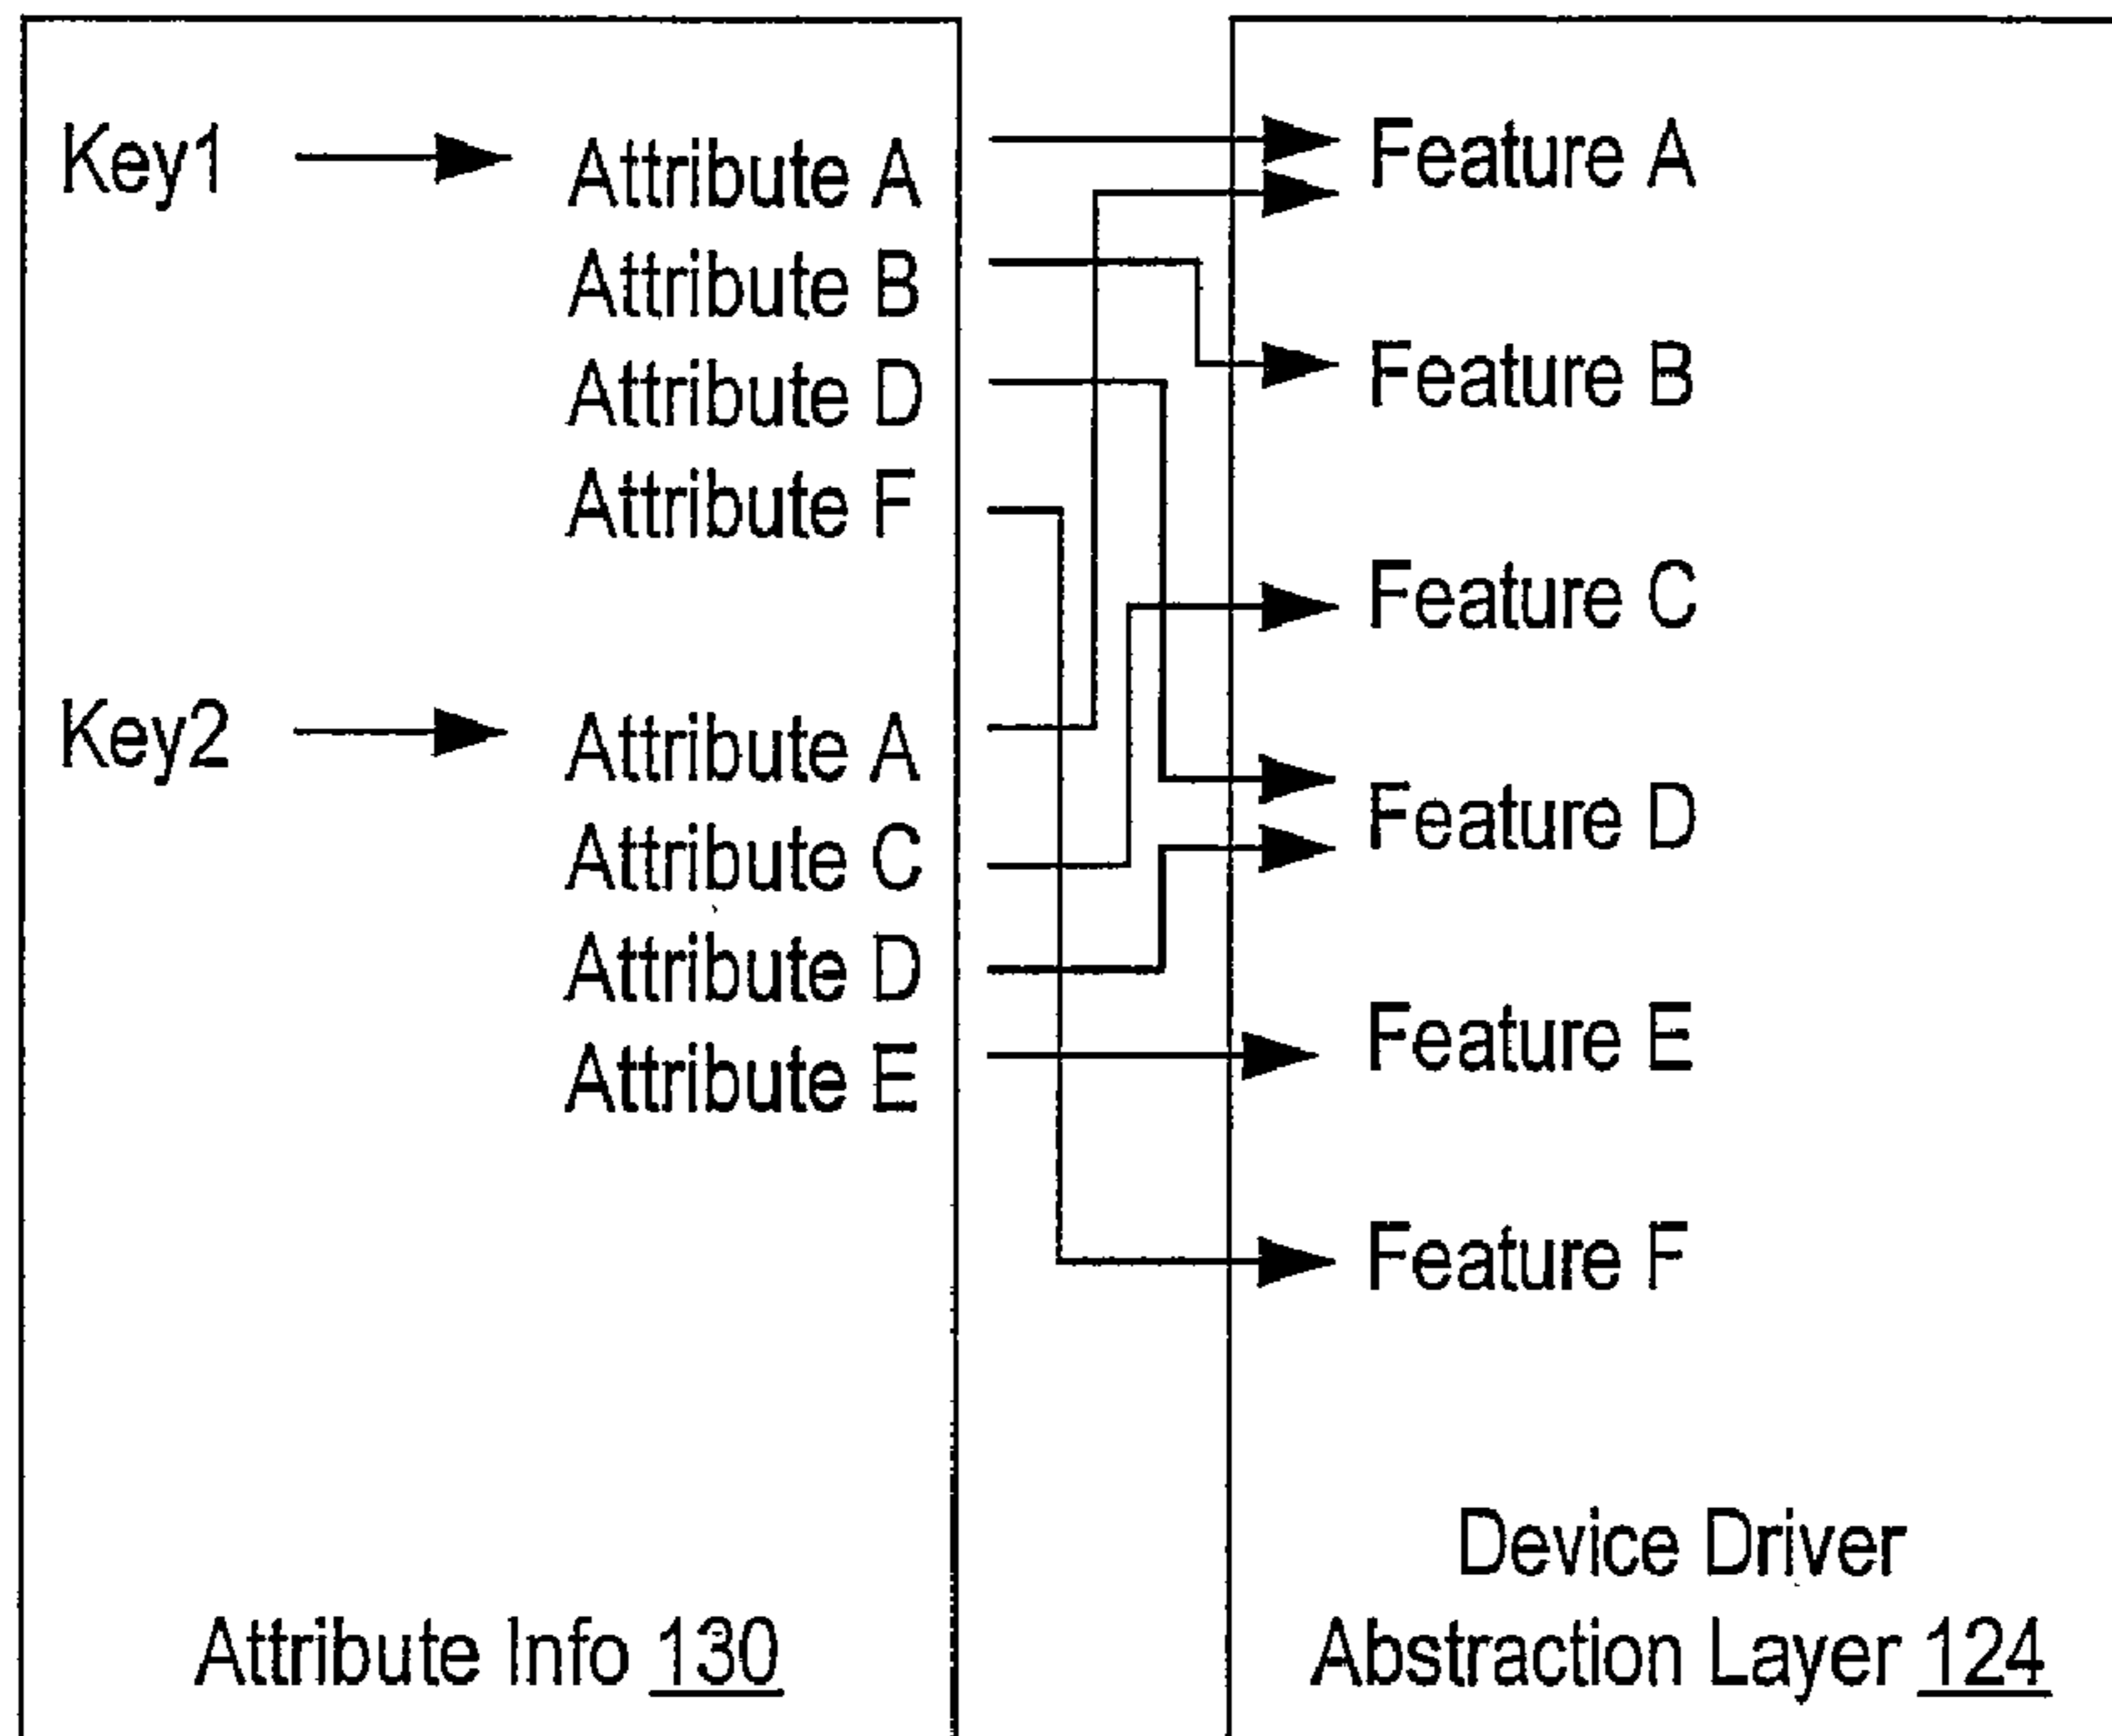 Key1
Attribute A
Attribute B
Attribute D
Attribute F
Key2
Attribute A
Attribute C
Attribute D
Attribute E
Attribute Info 130
Feature A
Feature B
Feature C
Feature D
Feature E
Feature F
Device Driver
Abstraction Layer 124